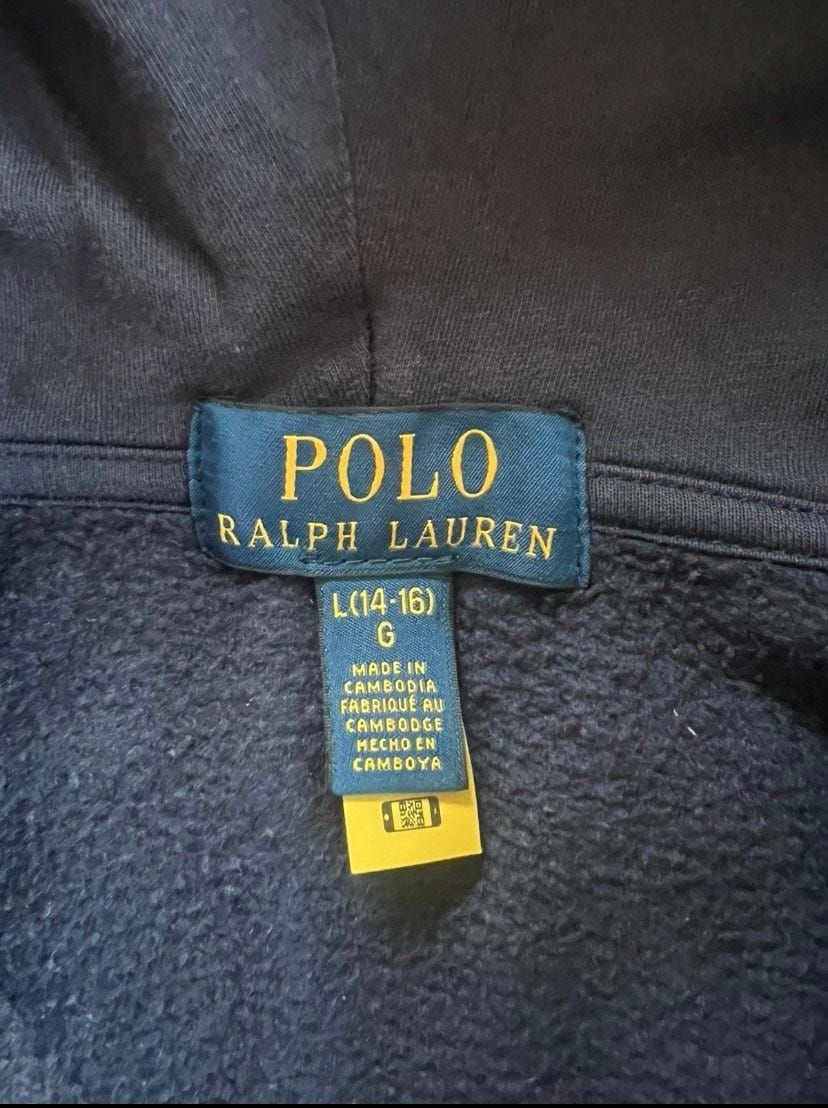 POLO
RALPH LAUREN
L(14-16)
G
MADE IN
CAMBODIA
FABRIQUÉ AU
CAMBODGE
HECHO EN
CAMBOYA